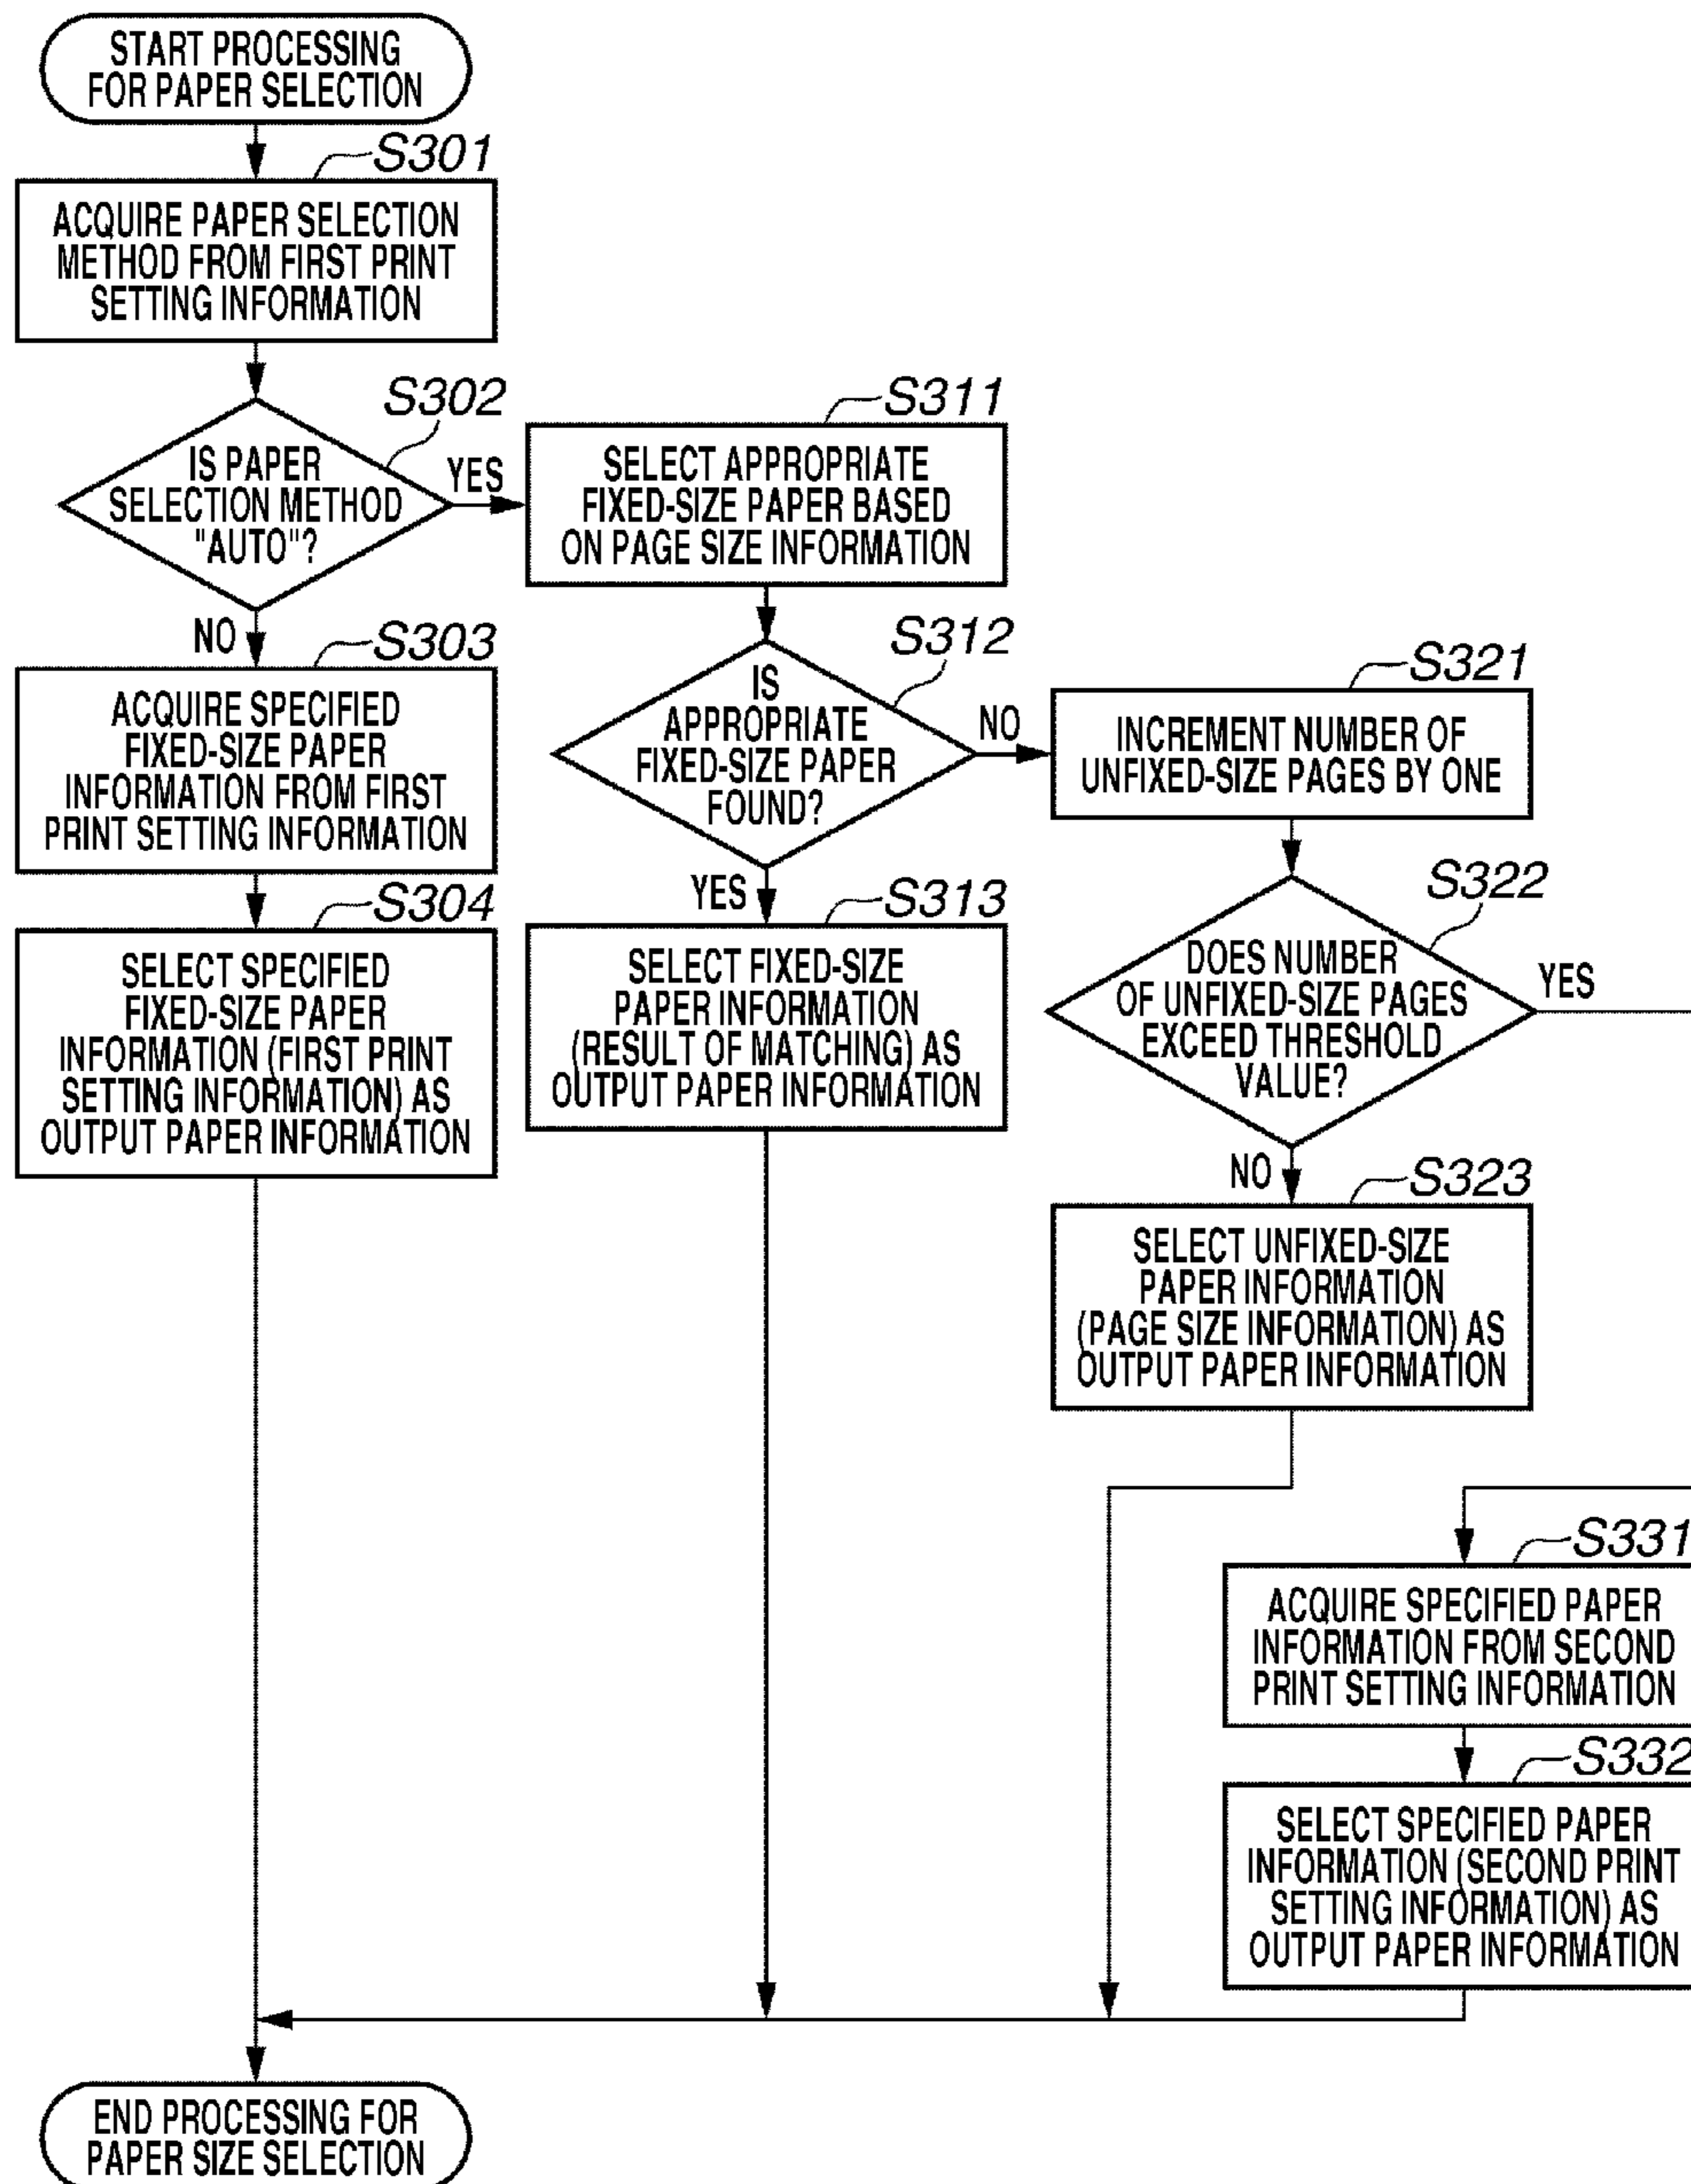 START PROCESSING
FOR PAPER SELECTION
S301
ACQUIRE PAPER SELECTION
METHOD FROM FIRST PRINT
SETTING INFORMATION
S302
IS PAPER
SELECTION METHOD
"AUTO"?
YES
NO
S303
ACQUIRE SPECIFIED
FIXED-SIZE PAPER
INFORMATION FROM FIRST
PRINT SETTING INFORMATION
S304
SELECT SPECIFIED
FIXED-SIZE PAPER
INFORMATION (FIRST PRINT
SETTING INFORMATION) AS
OUTPUT PAPER INFORMATION
S311
SELECT APPROPRIATE
FIXED-SIZE PAPER BASED
ON PAGE SIZE INFORMATION
S312
IS
APPROPRIATE
FIXED-SIZE PAPER
FOUND?
NO
YES
S313
SELECT FIXED-SIZE
PAPER INFORMATION
(RESULT OF MATCHING) AS
OUTPUT PAPER INFORMATION
S321
INCREMENT NUMBER OF
UNFIXED-SIZE PAGES BY ONE
S322
DOES NUMBER
OF UNFIXED-SIZE PAGES
EXCEED THRESHOLD
VALUE?
YES
NO
S323
SELECT UNFIXED-SIZE
PAPER INFORMATION
(PAGE SIZE INFORMATION) AS
OUTPUT PAPER INFORMATION
S331
ACQUIRE SPECIFIED PAPER
INFORMATION FROM SECOND
PRINT SETTING INFORMATION
S332
SELECT SPECIFIED PAPER
INFORMATION (SECOND PRINT
SETTING INFORMATION) AS
OUTPUT PAPER INFORMATION
END PROCESSING FOR
PAPER SIZE SELECTION